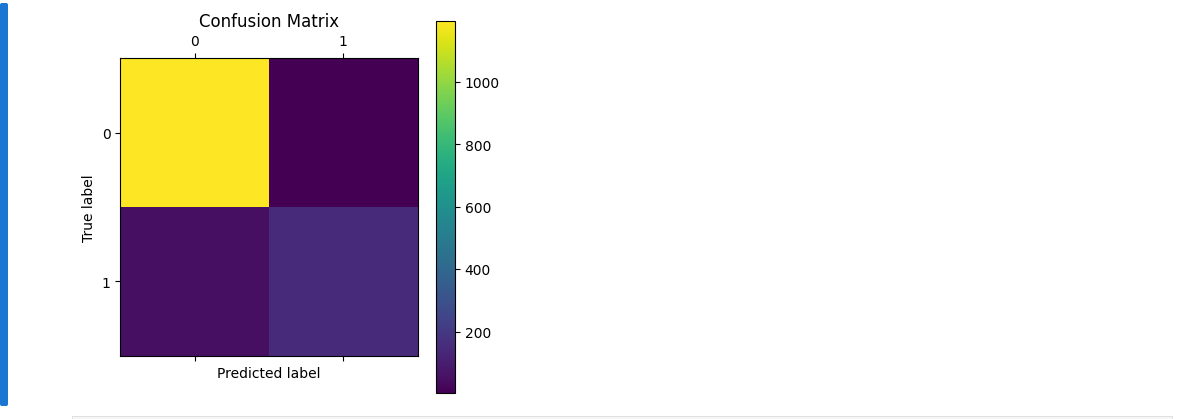 Confusion Matrix
0 1
1000
0
800
True label
600
1
400
200
Predicted label